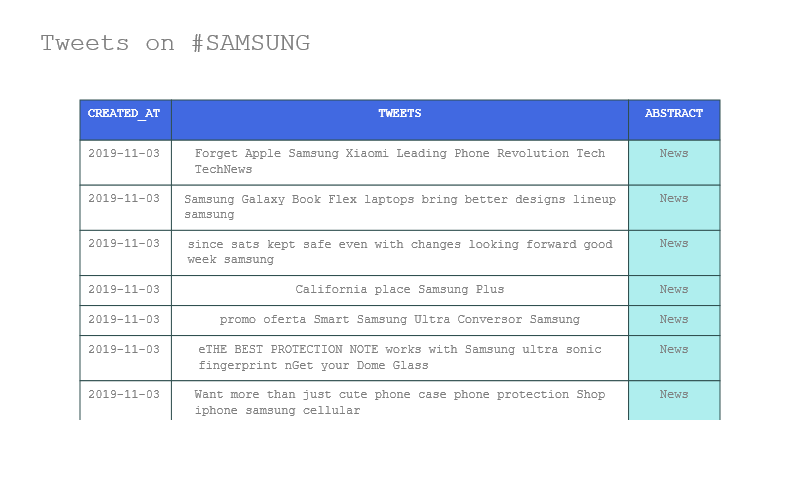 Tweets on #SAMSUNG
CREATED_AT TWEETS ABSTRACT
2019-11-03 Forget Apple Samsung Xiaomi Leading Phone Revolution Tech News
TechNews
2019-11-03 Samsung Galaxy Book Flex laptops bring better designs lineup News
samsung
2019-11-03 since sats kept safe even with changes looking forward good News
week samsung
2019-11-03 California place Samsung Plus News
2019-11-03 promo oferta Smart Samsung Ultra Conversor Samsung News
2019-11-03 eTHE BEST PROTECTION NOTE works with Samsung ultra sonic News
fingerprint nGet your Dome Glass
2019-11-03 Want more than just cute phone case phone protection Shop News
iphone samsung cellular